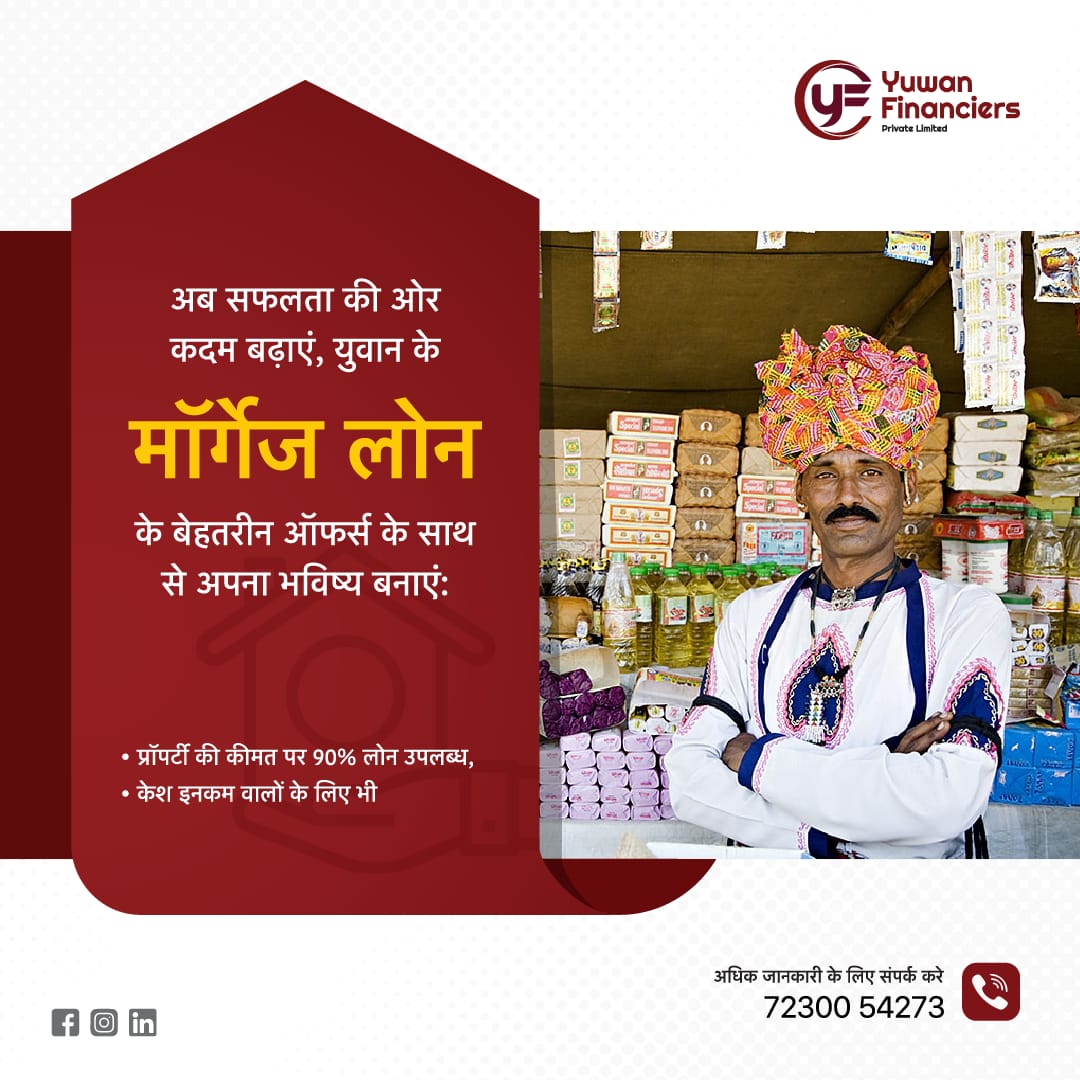 Yuwan
Financiers
Private Limited
अब सफलता की ओर
कदम बढ़ाएं, युवान के
मॉर्गेज लोन
के बेहतरीन ऑफर्स के साथ
से अपना भविष्य बनाएं:
• प्रॉपर्टी की कीमत पर 90% लोन उपलब्ध,
• केश इनकम वालों के लिए भी
अधिक जानकारी के लिए संपर्क करे
72300 54273